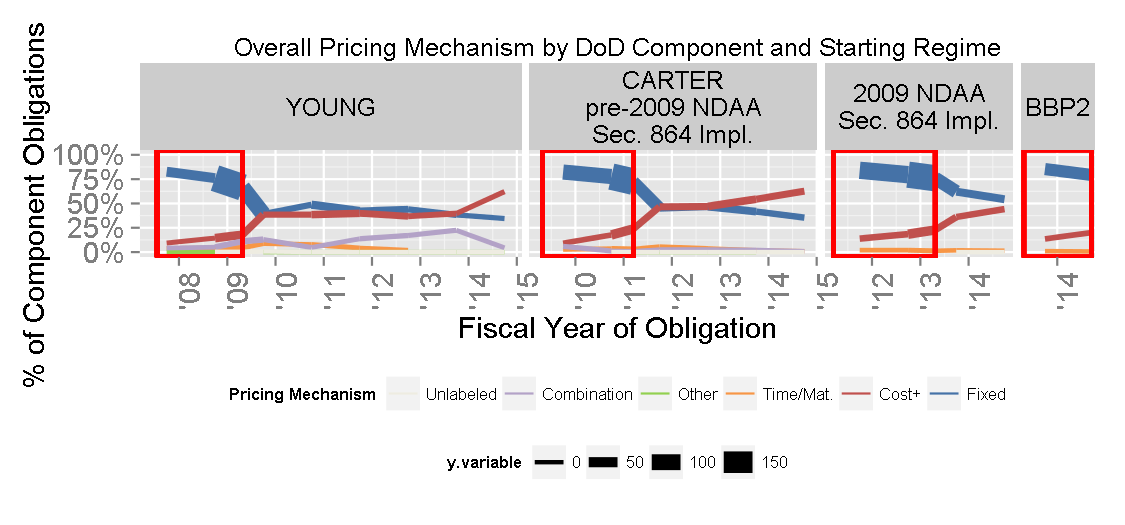 Overall Pricing Mechanism by DoD Component and Starting Regime
YOUNG
CARTER
pre-2009 NDAA
Sec. 864 Impl.
2009 NDAA
Sec. 864 Impl.
BBP2
% of Component Obligations
100%
75%
50%
25%
0%
'08 '09 '10 '11 '12 '13 '14 '15 '10 '11 '12 '13 '14 '15 '12 '13 '14 '14
Fiscal Year of Obligation
Pricing Mechanism Unlabeled Combination Other Time/Mat. Cost+ Fixed
y.variable 0 50 100 150